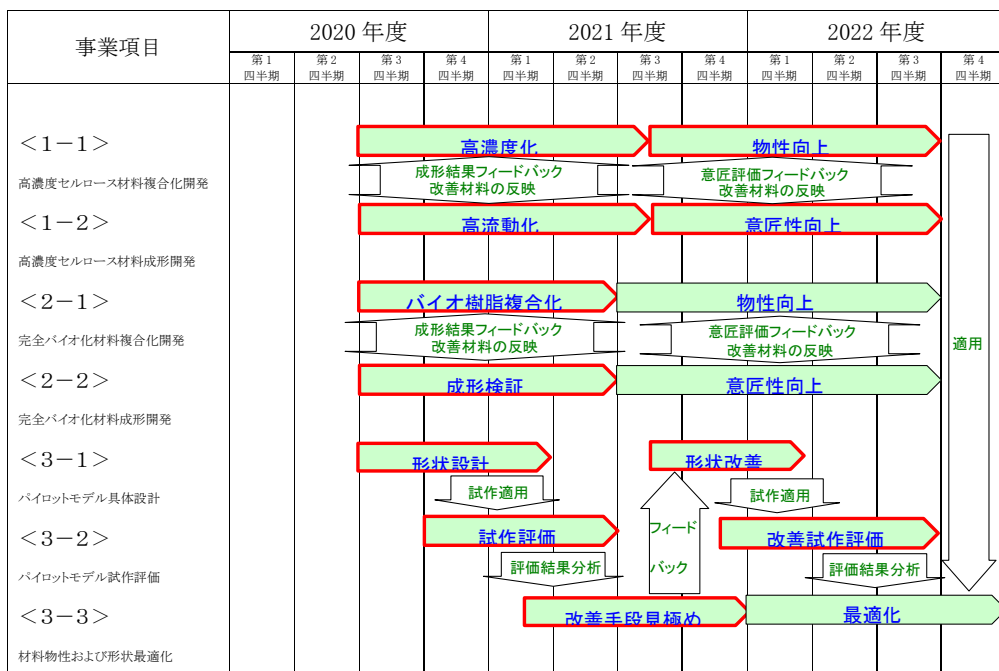 事業項目
2020 年度
2021 年度
2022 年度
第1
四半期
第2
四半期
第3
四半期
第4
四半期
第1
四半期
第2
四半期
第3
四半期
第4
四半期
第1
四半期
第2
四半期
第3
四半期
第4
四半期
<1-1>
高濃度化
物性向上
高濃度セルロース材料複合化開発
成形結果フィードバック
改善材料の反映
意匠評価フィードバック
改善材料の反映
<1-2>
高流動化
意匠性向上
高濃度セルロース材料成形開発
<2-1>
バイオ樹脂複合化
物性向上
完全バイオ化材料複合化開発
成形結果フィードバック
改善材料の反映
意匠評価フィードバック
改善材料の反映
適用
<2-2>
成形検証
意匠性向上
完全バイオ化材料成形開発
<3-1>
形状設計
形状改善
パイロットモデル具体設計
試作適用
試作適用
<3-2>
試作評価
フィード
バック
改善試作評価
パイロットモデル試作評価
評価結果分析
評価結果分析
<3-3>
改善手段見極め
最適化
材料物性および形状最適化